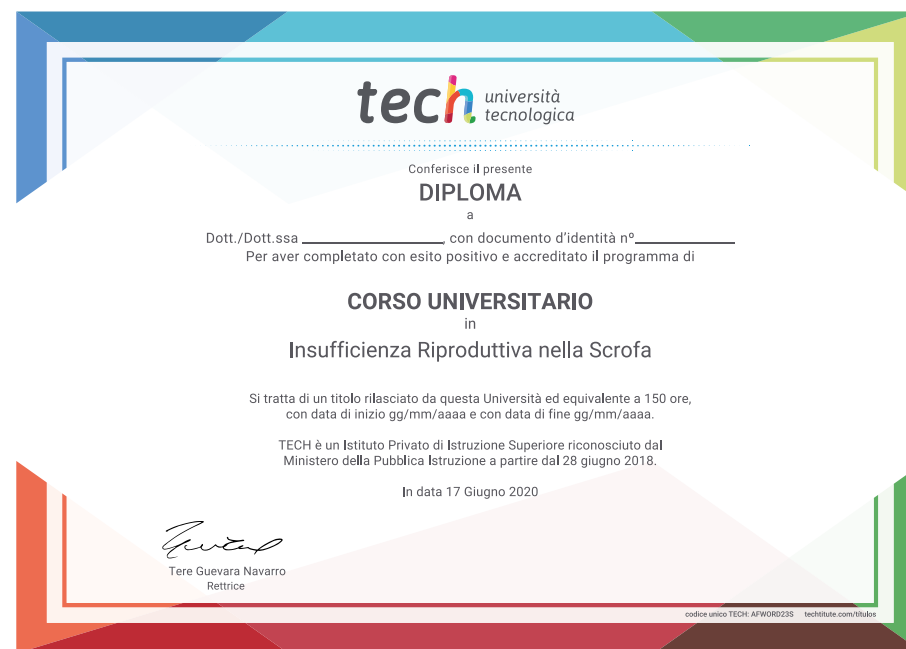 tech università
tecnologica
Conferisce il presente
DIPLOMA
a
Dott./Dott.ssa ____________________, con documento d'identità nº______________
Per aver completato con esito positivo e accreditato il programma di
CORSO UNIVERSITARIO
in
Insufficienza Riproduttiva nella Scrofa
Si tratta di un titolo rilasciato da questa Università ed equivalente a 150 ore,
con data di inizio gg/mm/aaaa e con data di fine gg/mm/aaaa.
TECH è un Istituto Privato di Istruzione Superiore riconosciuto dal
Ministero della Pubblica Istruzione a partire dal 28 giugno 2018.
In data 17 Giugno 2020
Tere Guevara Navarro
Rettrice
codice unico TECH: AFWORD23S techtitute.com/titulos